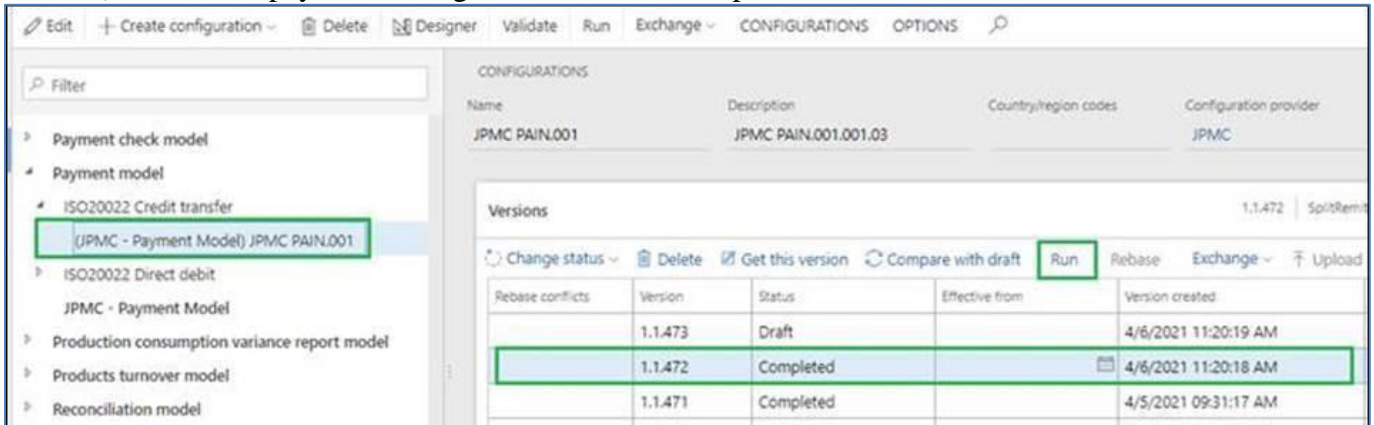 Edit + Create configuration Delete Designer Validate Run Exchange CONFIGURATIONS OPTIONS
Filter
Payment check model
Payment model
ISO20022 Credit transfer
(JPMC - Payment Model) JPMC PAIN.001
ISO20022 Direct debit
JPMC - Payment Model
Production consumption variance report model
Products turnover model
Reconciliation model
CONFIGURATIONS
Name Description Country/region codes Configuration provider
JPMC PAIN.001 JPMC PAIN.001.001.03 JPMC
Versions 1.1.472 | SplitRemit
Change status Delete Get this version Compare with draft Run Rebase Exchange Upload
Rebase conflicts Version Status Effective from Version created
1.1.473 Draft 4/6/2021 11:20:19 AM
1.1.472 Completed 4/6/2021 11:20:18 AM
1.1.471 Completed 4/5/2021 09:31:17 AM